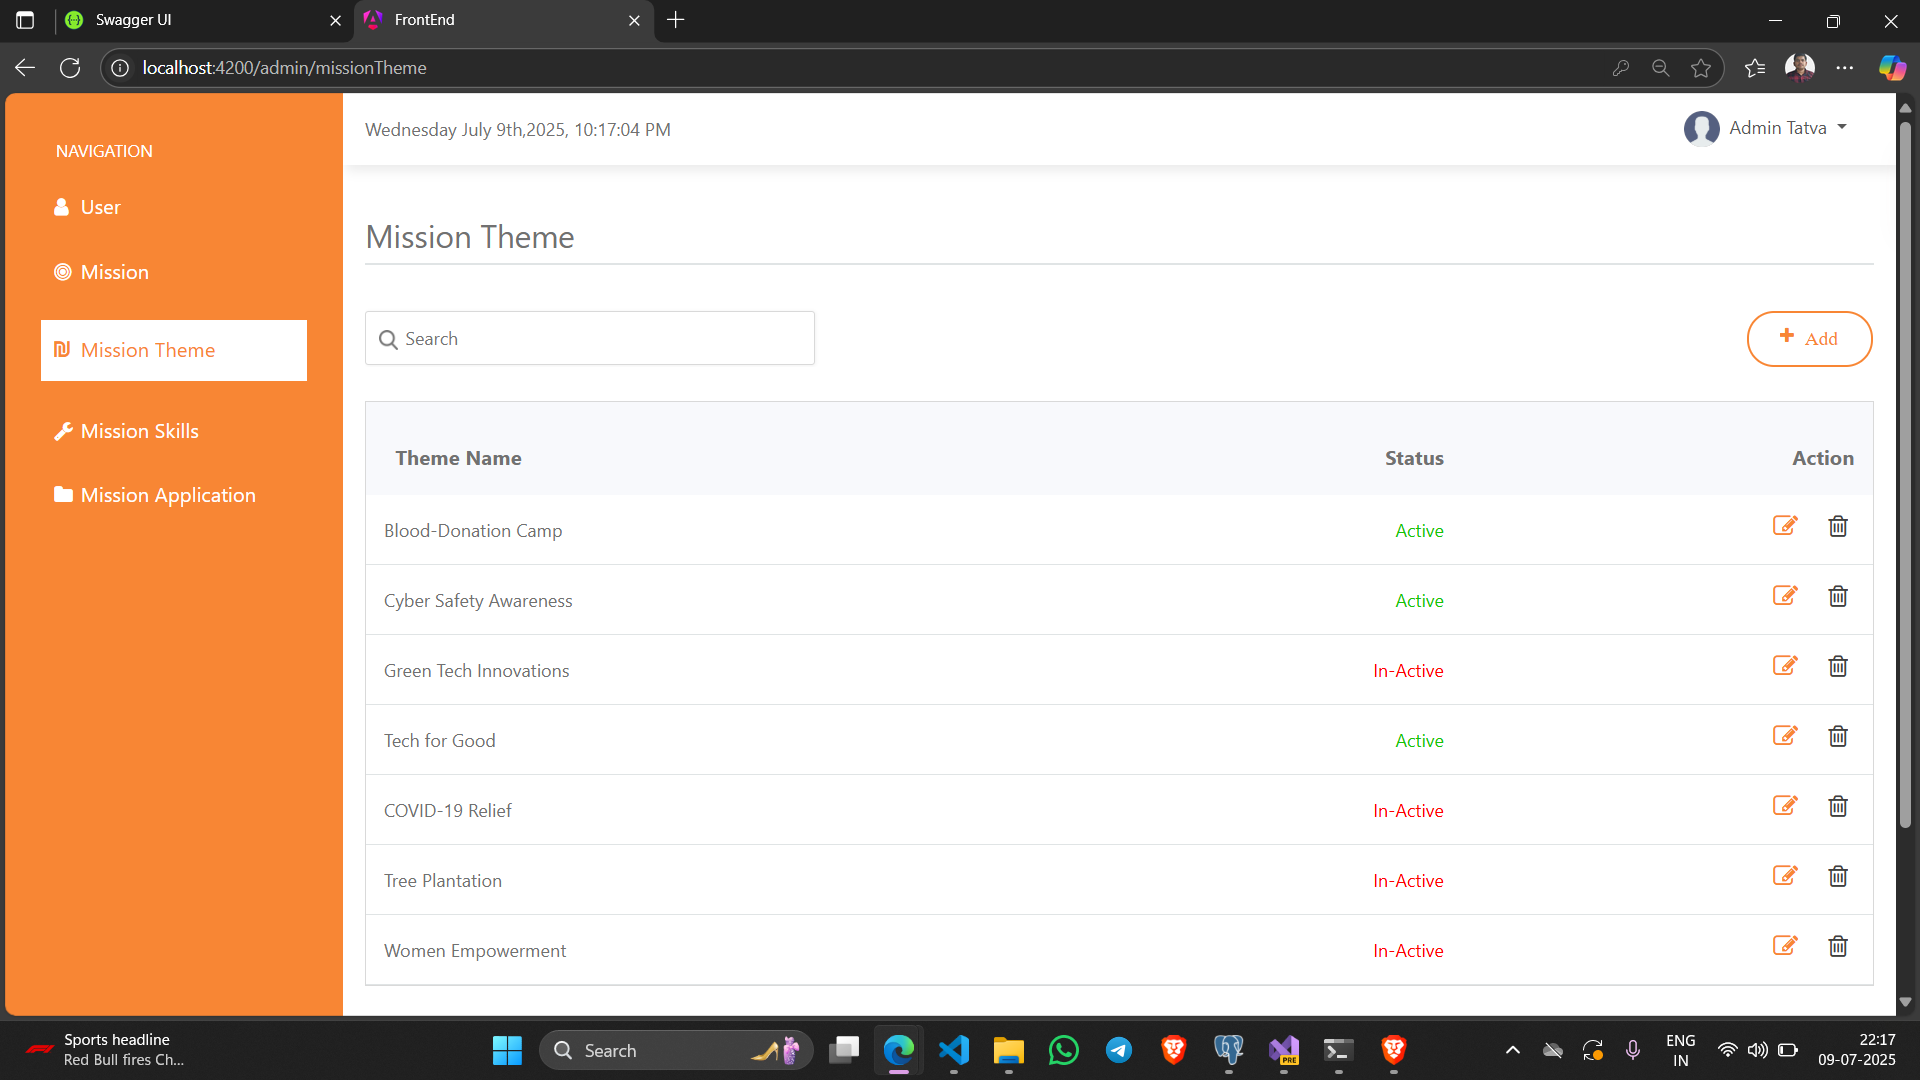 Swagger UI
FrontEnd
localhost:4200/admin/missionTheme
NAVIGATION
User
Mission
Mission Theme
Mission Skills
Mission Application
Wednesday July 9th,2025, 10:17:04 PM
Admin Tatva
Mission Theme
Search
Add
Theme Name Status Action
Blood-Donation Camp Active
Cyber Safety Awareness Active
Green Tech Innovations In-Active
Tech for Good Active
COVID-19 Relief In-Active
Tree Plantation In-Active
Women Empowerment In-Active
Sports headline
Red Bull fires Ch...
Search
PRE
ENG
IN
22:17
09-07-2025